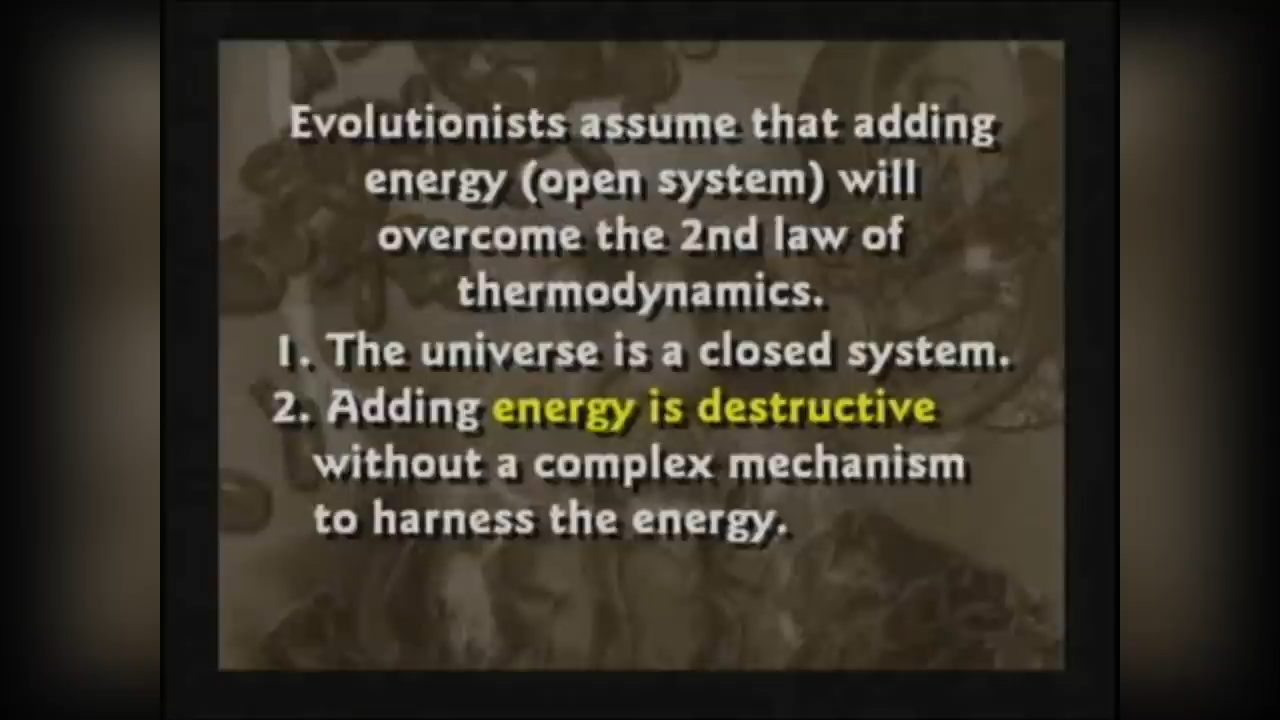 Evolutionists assume that adding
energy (open system) will
overcome the 2nd law of
thermodynamics.
1. The universe is a closed system.
2. Adding energy is destructive
without a complex mechanism
to harness the energy.